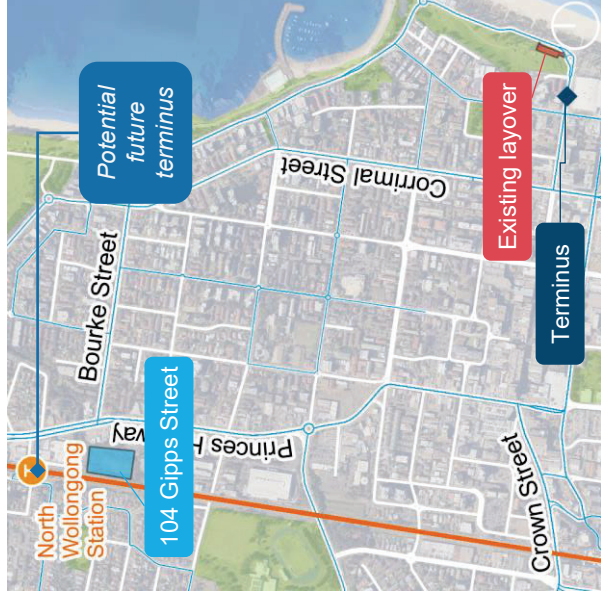 Potential
future
terminus
Existing layover
Corrimal Street
Bourke Street
Terminus
104 Gipps Street
Princes H
way
North
Wollongong
Station
T
Crown Street